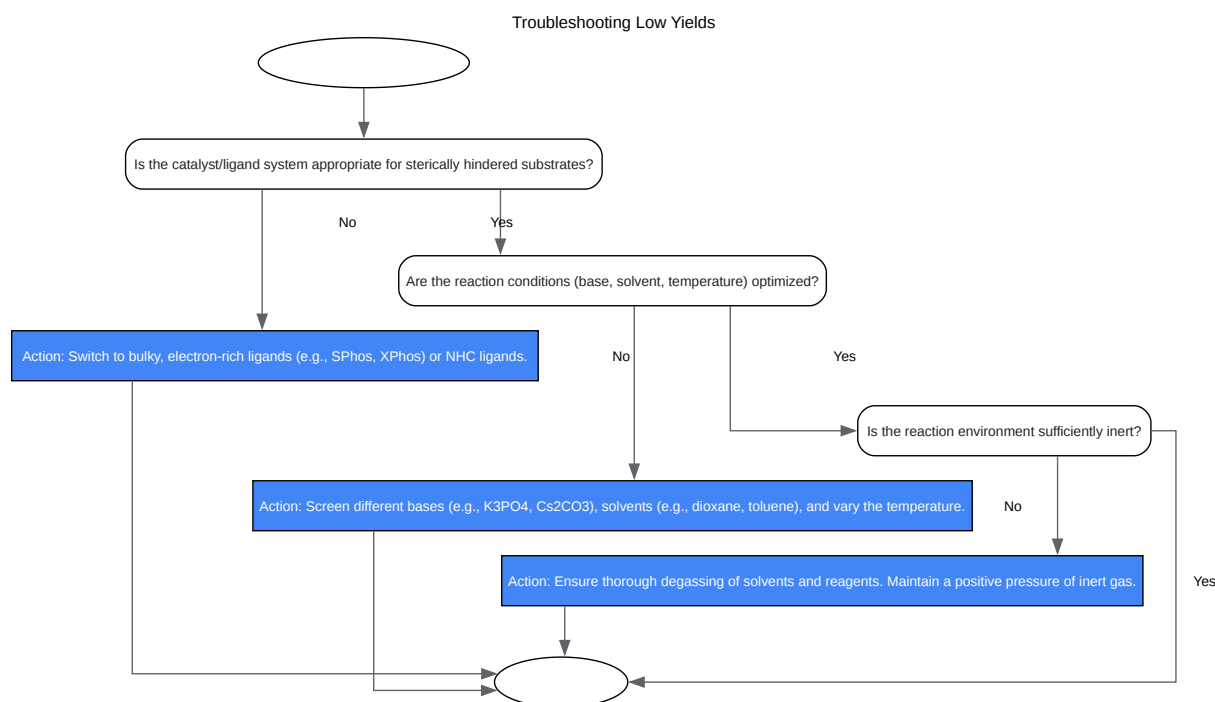 Troubleshooting Low Yields
Is the catalyst/ligand system appropriate for sterically hindered substrates?
No
Yes
Are the reaction conditions (base, solvent, temperature) optimized?
Action: Switch to bulky, electron-rich ligands (e.g., SPhos, XPhos) or NHC ligands.
No
Yes
Is the reaction environment sufficiently inert?
Action: Screen different bases (e.g., K3PO4, Cs2CO3), solvents (e.g., dioxane, toluene), and vary the temperature.
No
Action: Ensure thorough degassing of solvents and reagents. Maintain a positive pressure of inert gas.
Yes